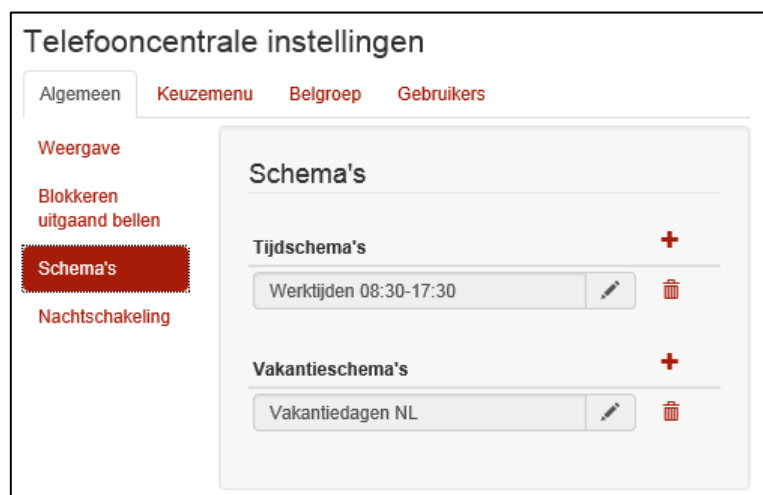 Telefooncentrale instellingen
Algemeen Keuzemenu Belgroep Gebruikers
Weergave
Blokkeren
uitgaand bellen
Schema's
Nachtschakeling
Schema's
Tijdschema's
Werktijden 08:30-17:30
Vakantieschema's
Vakantiedagen NL